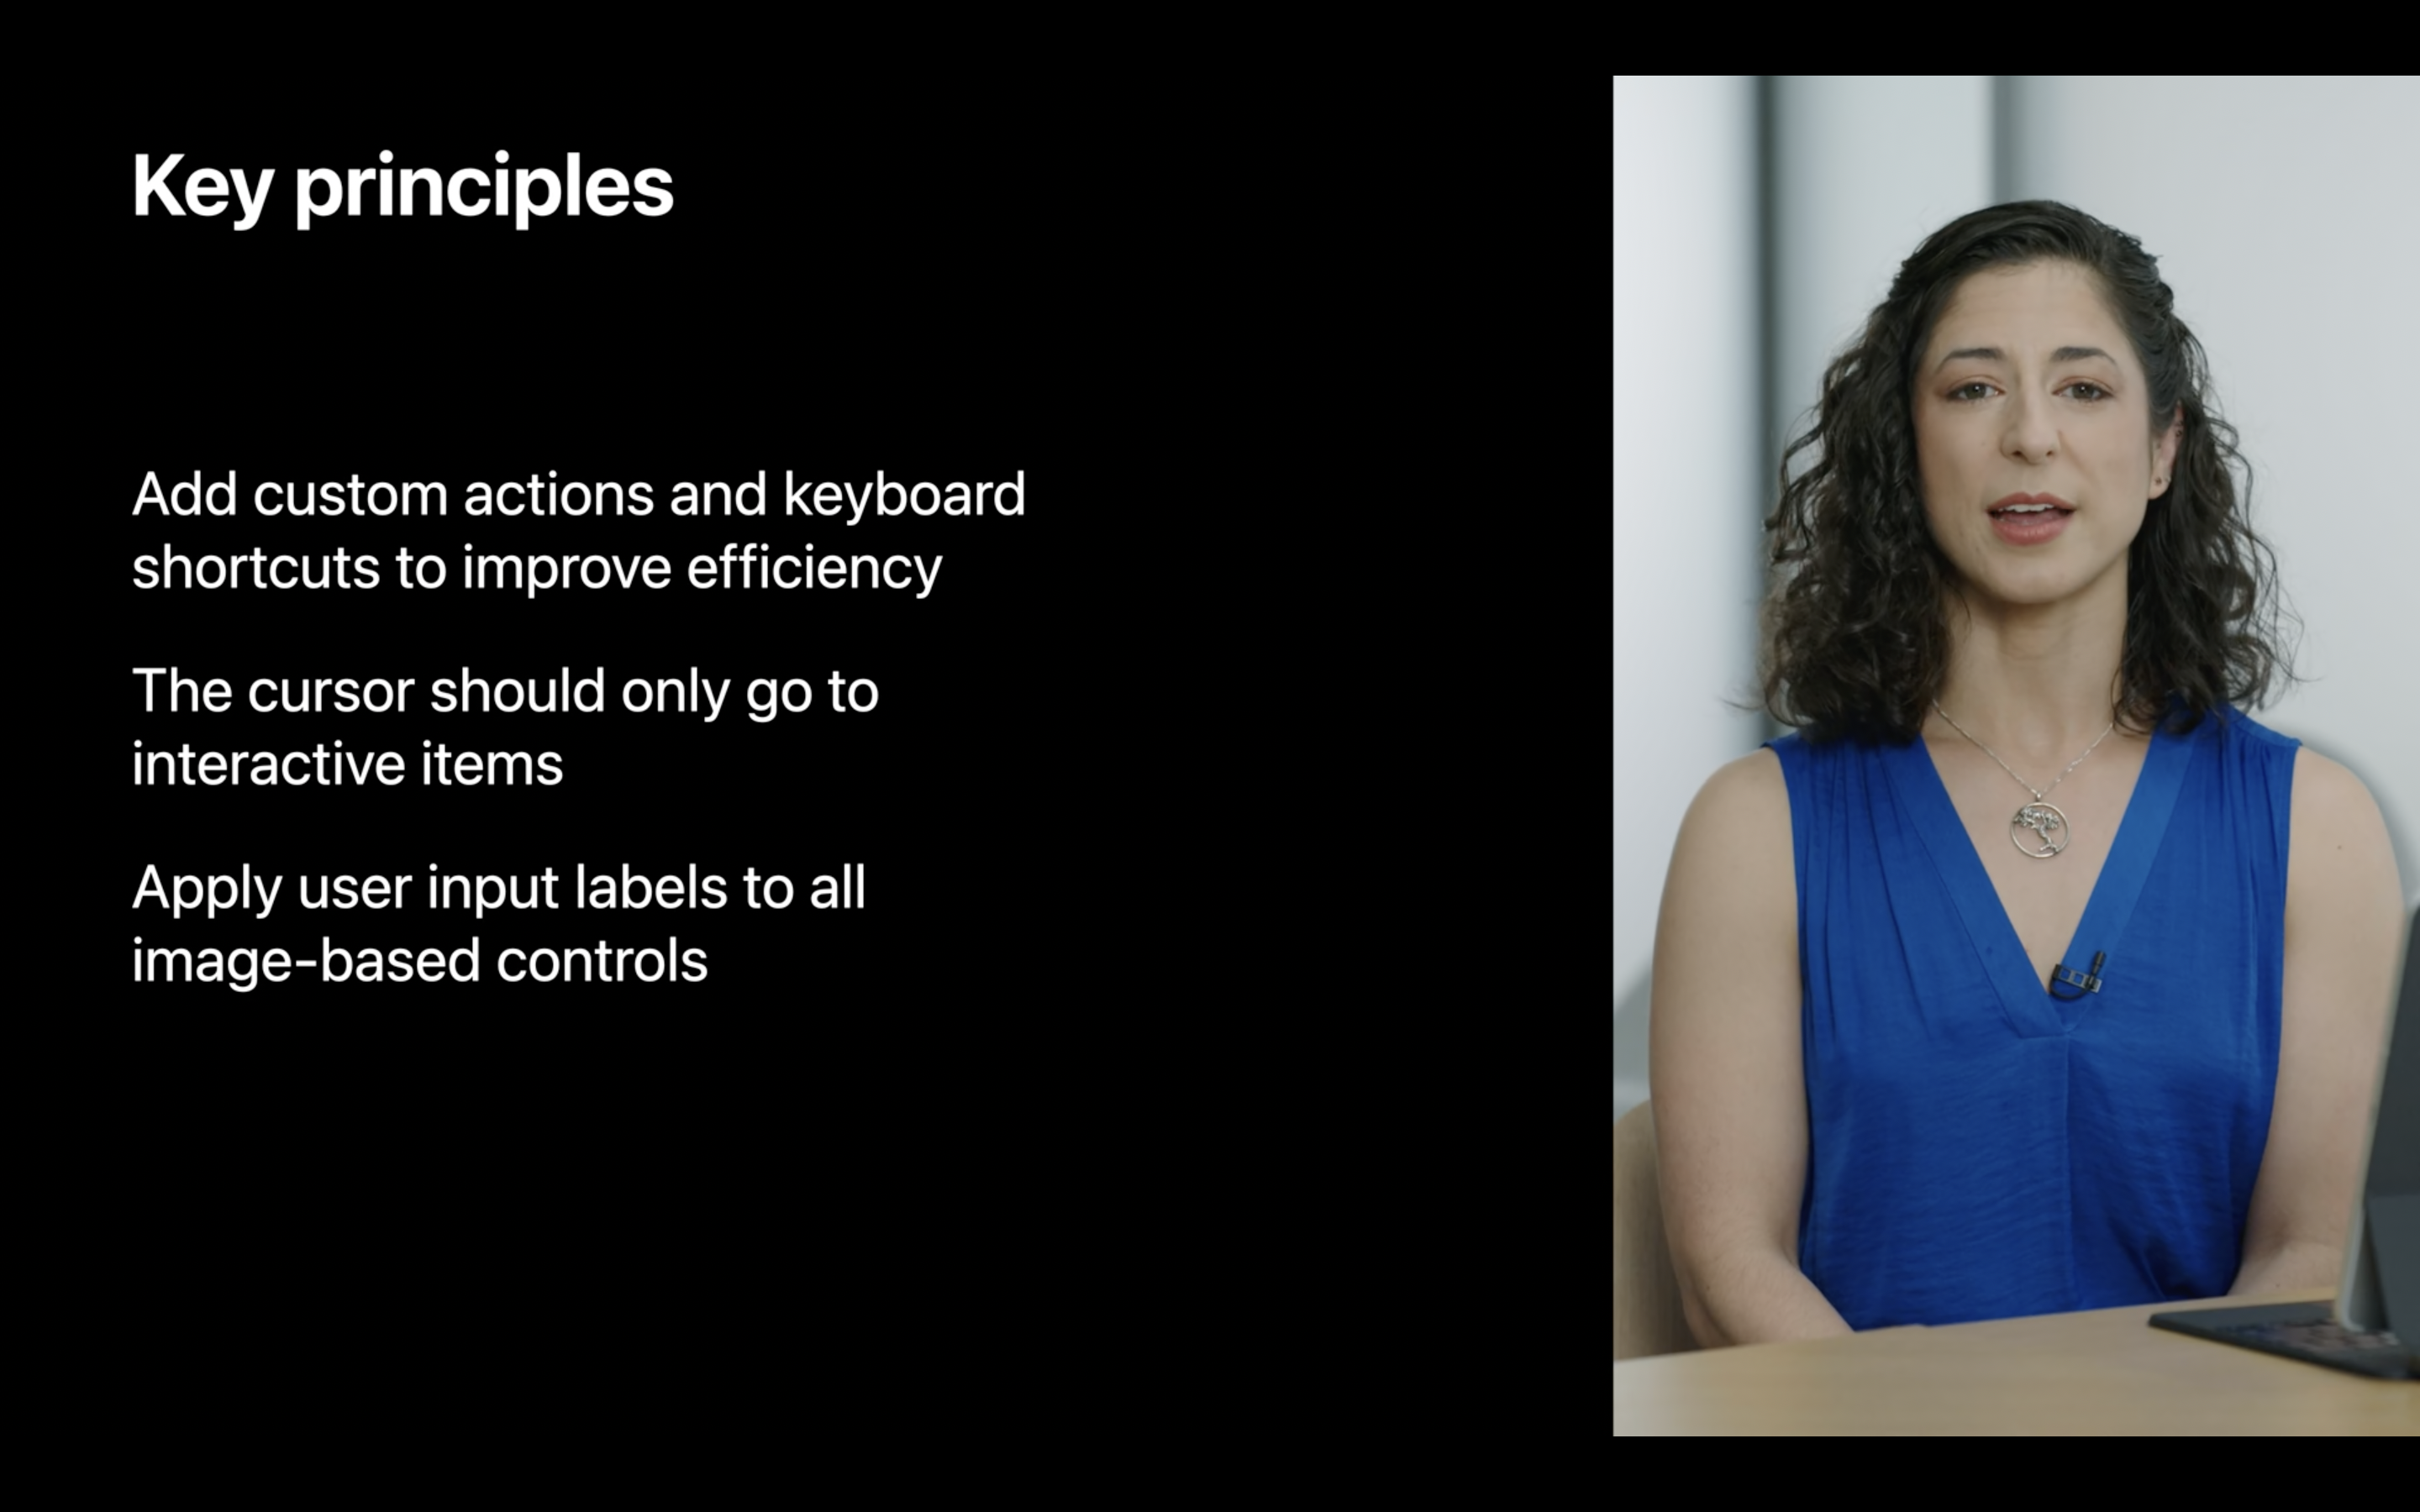 Key principles
Add custom actions and keyboard
shortcuts to improve efficiency
The cursor should only go to
interactive items
Apply user input labels to all
image-based controls